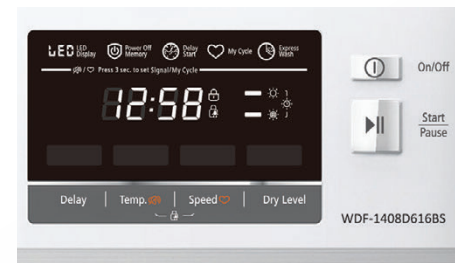 LED LED Display Power Off Memory Delay Start My Cycle Express Wash
Press 3 sec. to set Signal/My Cycle
12:58
On/Off
Start
Pause
Delay Temp. Speed Dry Level
WDF-1408D616BS